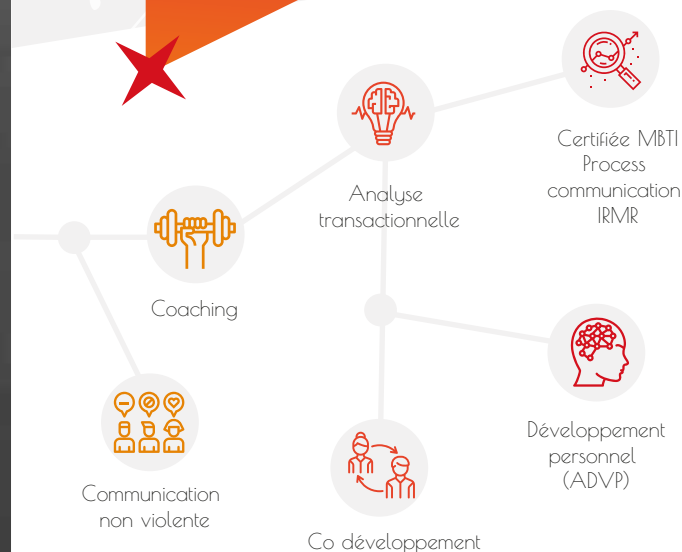 Certifiée MBTI
Process
communication
IRMR
Analyse
transactionnelle
Coaching
Développement
personnel
(ADVP)
Communication
non violente
Co développement